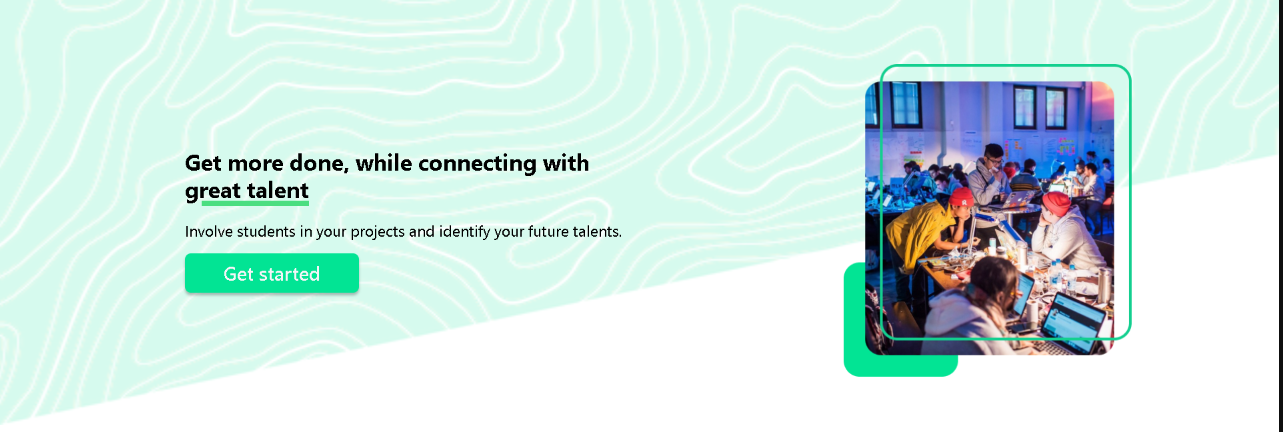 Get more done, while connecting with
great talent
Involve students in your projects and identify your future talents.
Get started